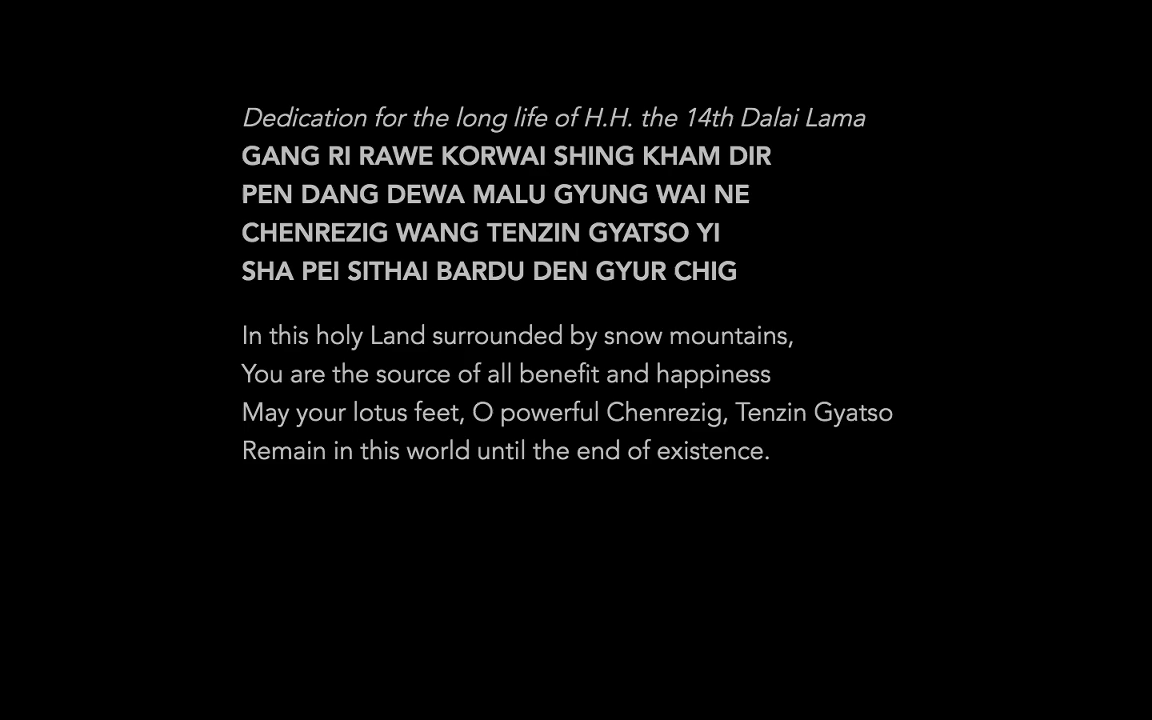 Dedication for the long life of H.H. the 14th Dalai Lama
GANG RI RAWE KORWAI SHING KHAM DIR
PEN DANG DEWA MALU GYUNG WAI NE
CHENREZIG WANG TENZIN GYATSO YI
SHA PEI SITHAI BARDU DEN GYUR CHIG
In this holy Land surrounded by snow mountains,
You are the source of all benefit and happiness
May your lotus feet, O powerful Chenrezig, Tenzin Gyatso
Remain in this world until the end of existence.